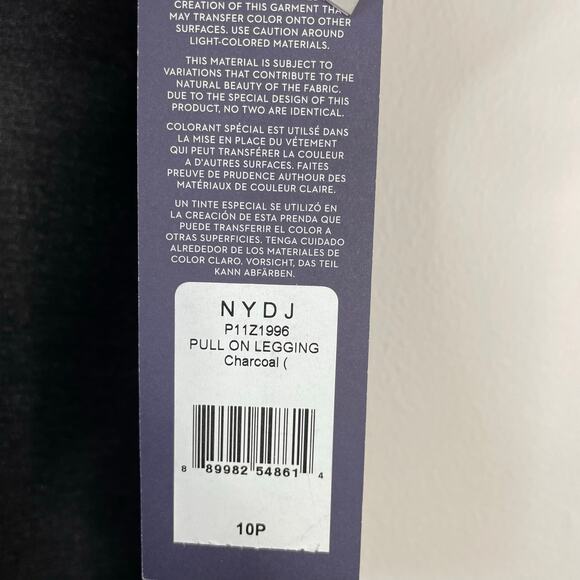 CREATION OF THIS GARMENT THAT
MAY TRANSFER COLOR ONTO OTHER
SURFACES. USE CAUTION AROUND
LIGHT-COLORED MATERIALS.
THIS MATERIAL IS SUBJECT TO
VARIATIONS THAT CONTRIBUTE TO THE
NATURAL BEAUTY OF THE FABRIC.
DUE TO THE SPECIAL DESIGN OF THIS
PRODUCT, NO TWO ARE IDENTICAL.
COLORANT SPÉCIAL EST UTILSÉ DANS
LA MISE EN PLACE DU VÊTEMENT
QUI PEUT TRANSFÉRER LA COULEUR
A D'AUTRES SURFACES. FAITES
PREUVE DE PRUDENCE AUTHOUR DES
MATÉRIAUX DE COULEUR CLAIRE.
UN TINTE ESPECIAL SE UTILIZÓ EN
LA CREACIÓN DE ESTA PRENDA QUE
PUEDE TRANSFERIR EL COLOR A
OTRAS SUPERFICIES. TENGA CUIDADO
ALREDEDOR DE LOS MATERIALES DE
COLOR CLARO, VORSICHT, DAS TEIL
KANN ABFÄRBEN.
NYDJ
P11Z1996
PULL ON LEGGING
Charcoal (
8 89982 54861 4
10P